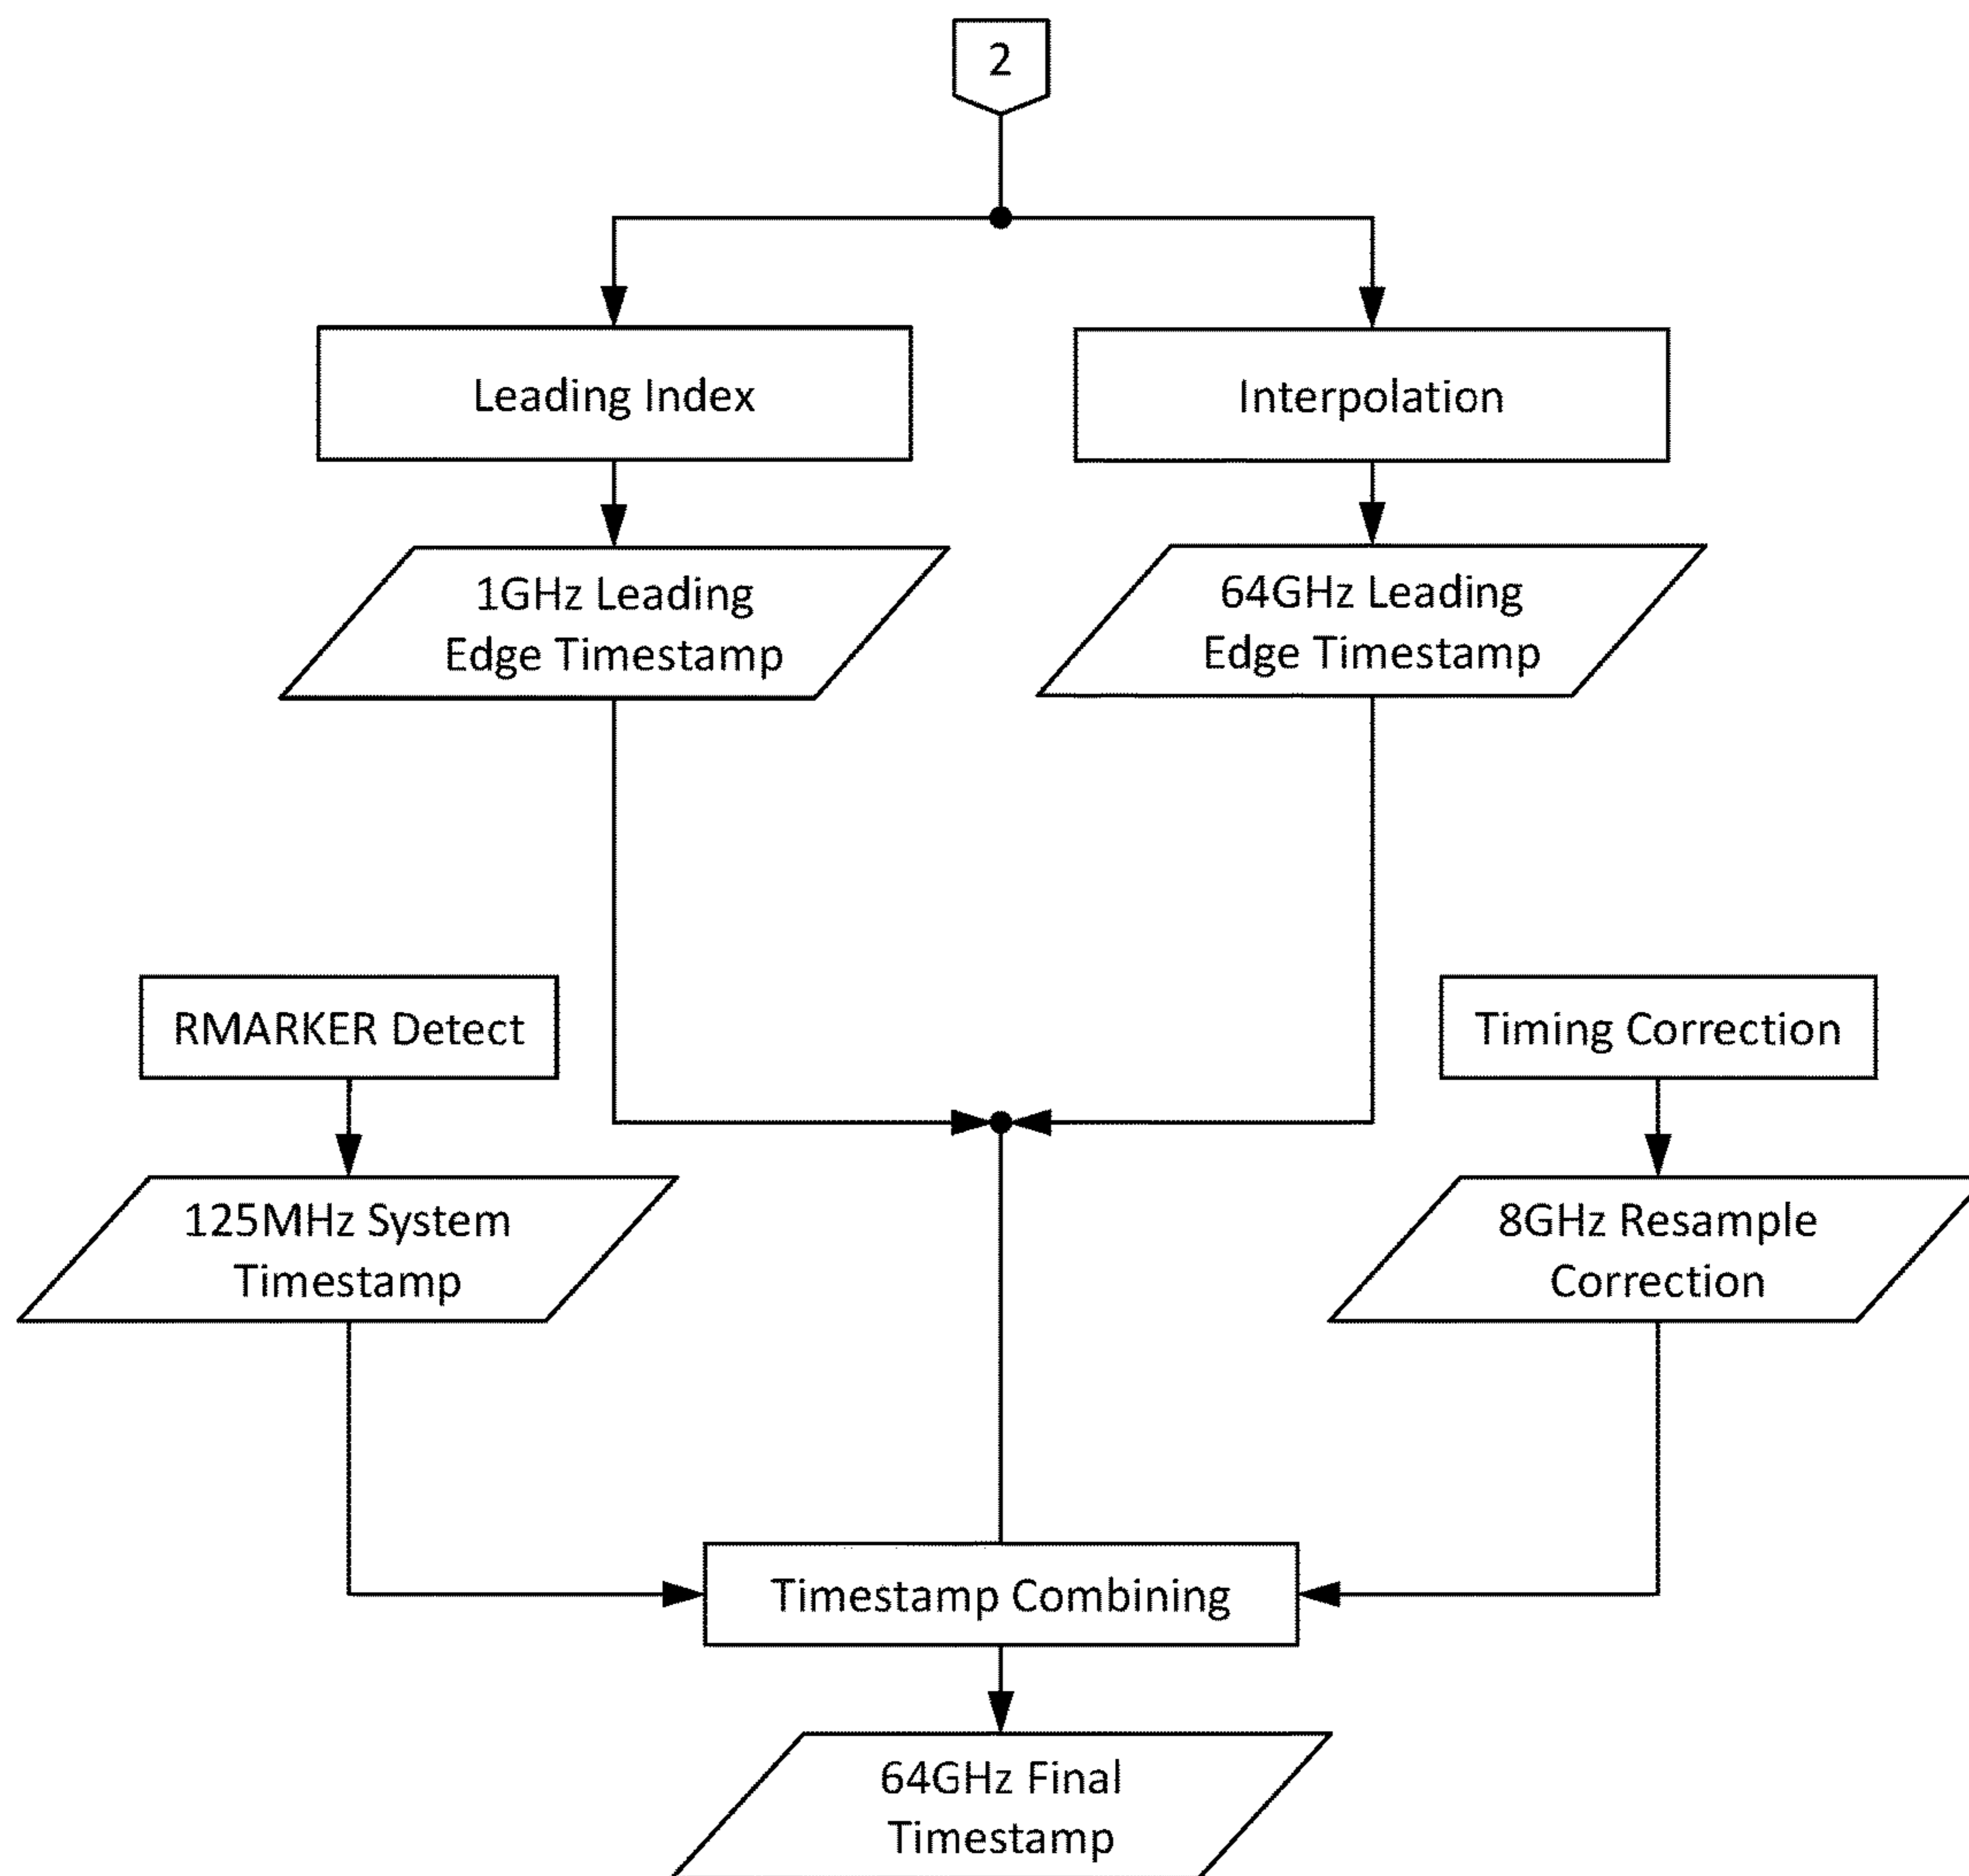 2
Leading Index
Interpolation
1GHz Leading
Edge Timestamp
64GHz Leading
Edge Timestamp
RMARKER Detect
Timing Correction
125MHz System
Timestamp
8GHz Resample
Correction
Timestamp Combining
64GHz Final
Timestamp